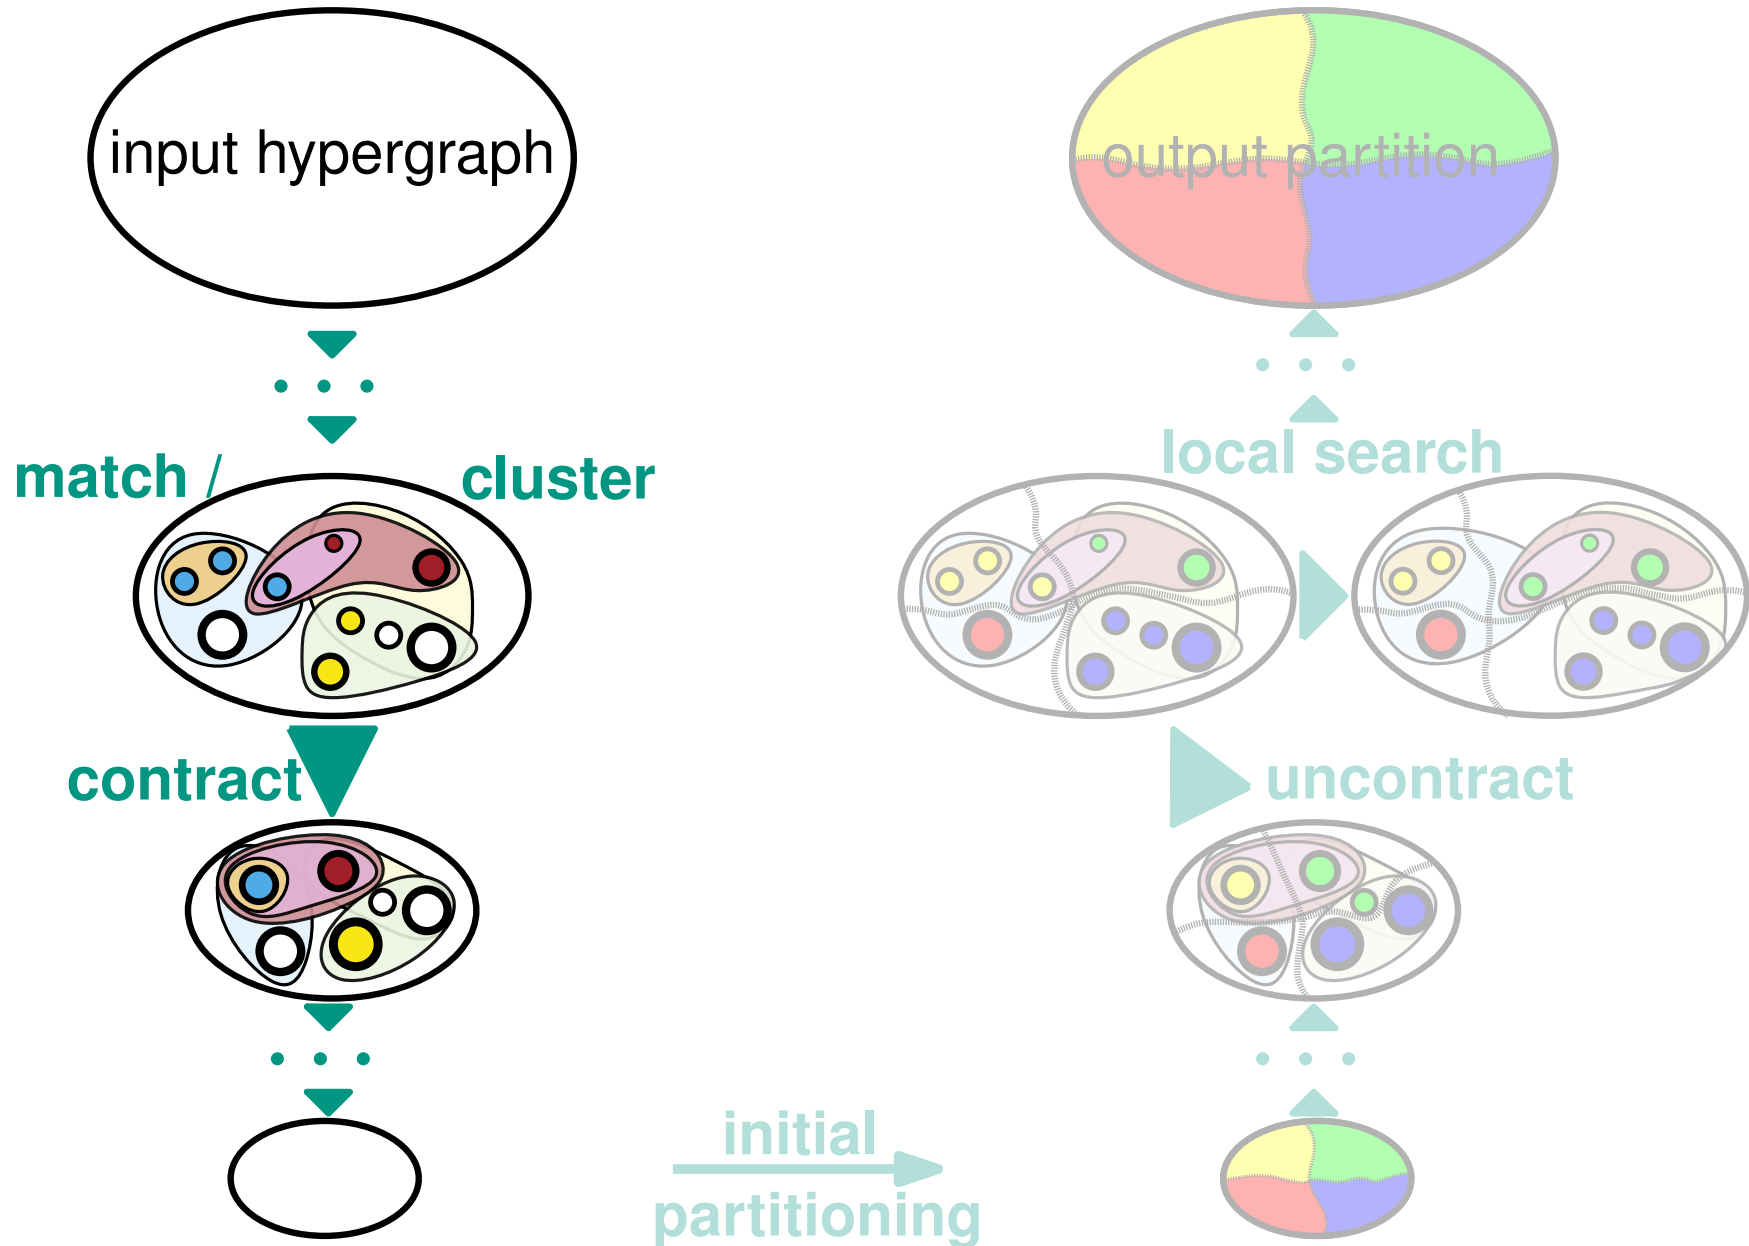 input hypergraph
output partition
match / cluster
local search
contract
uncontract
initial
partitioning